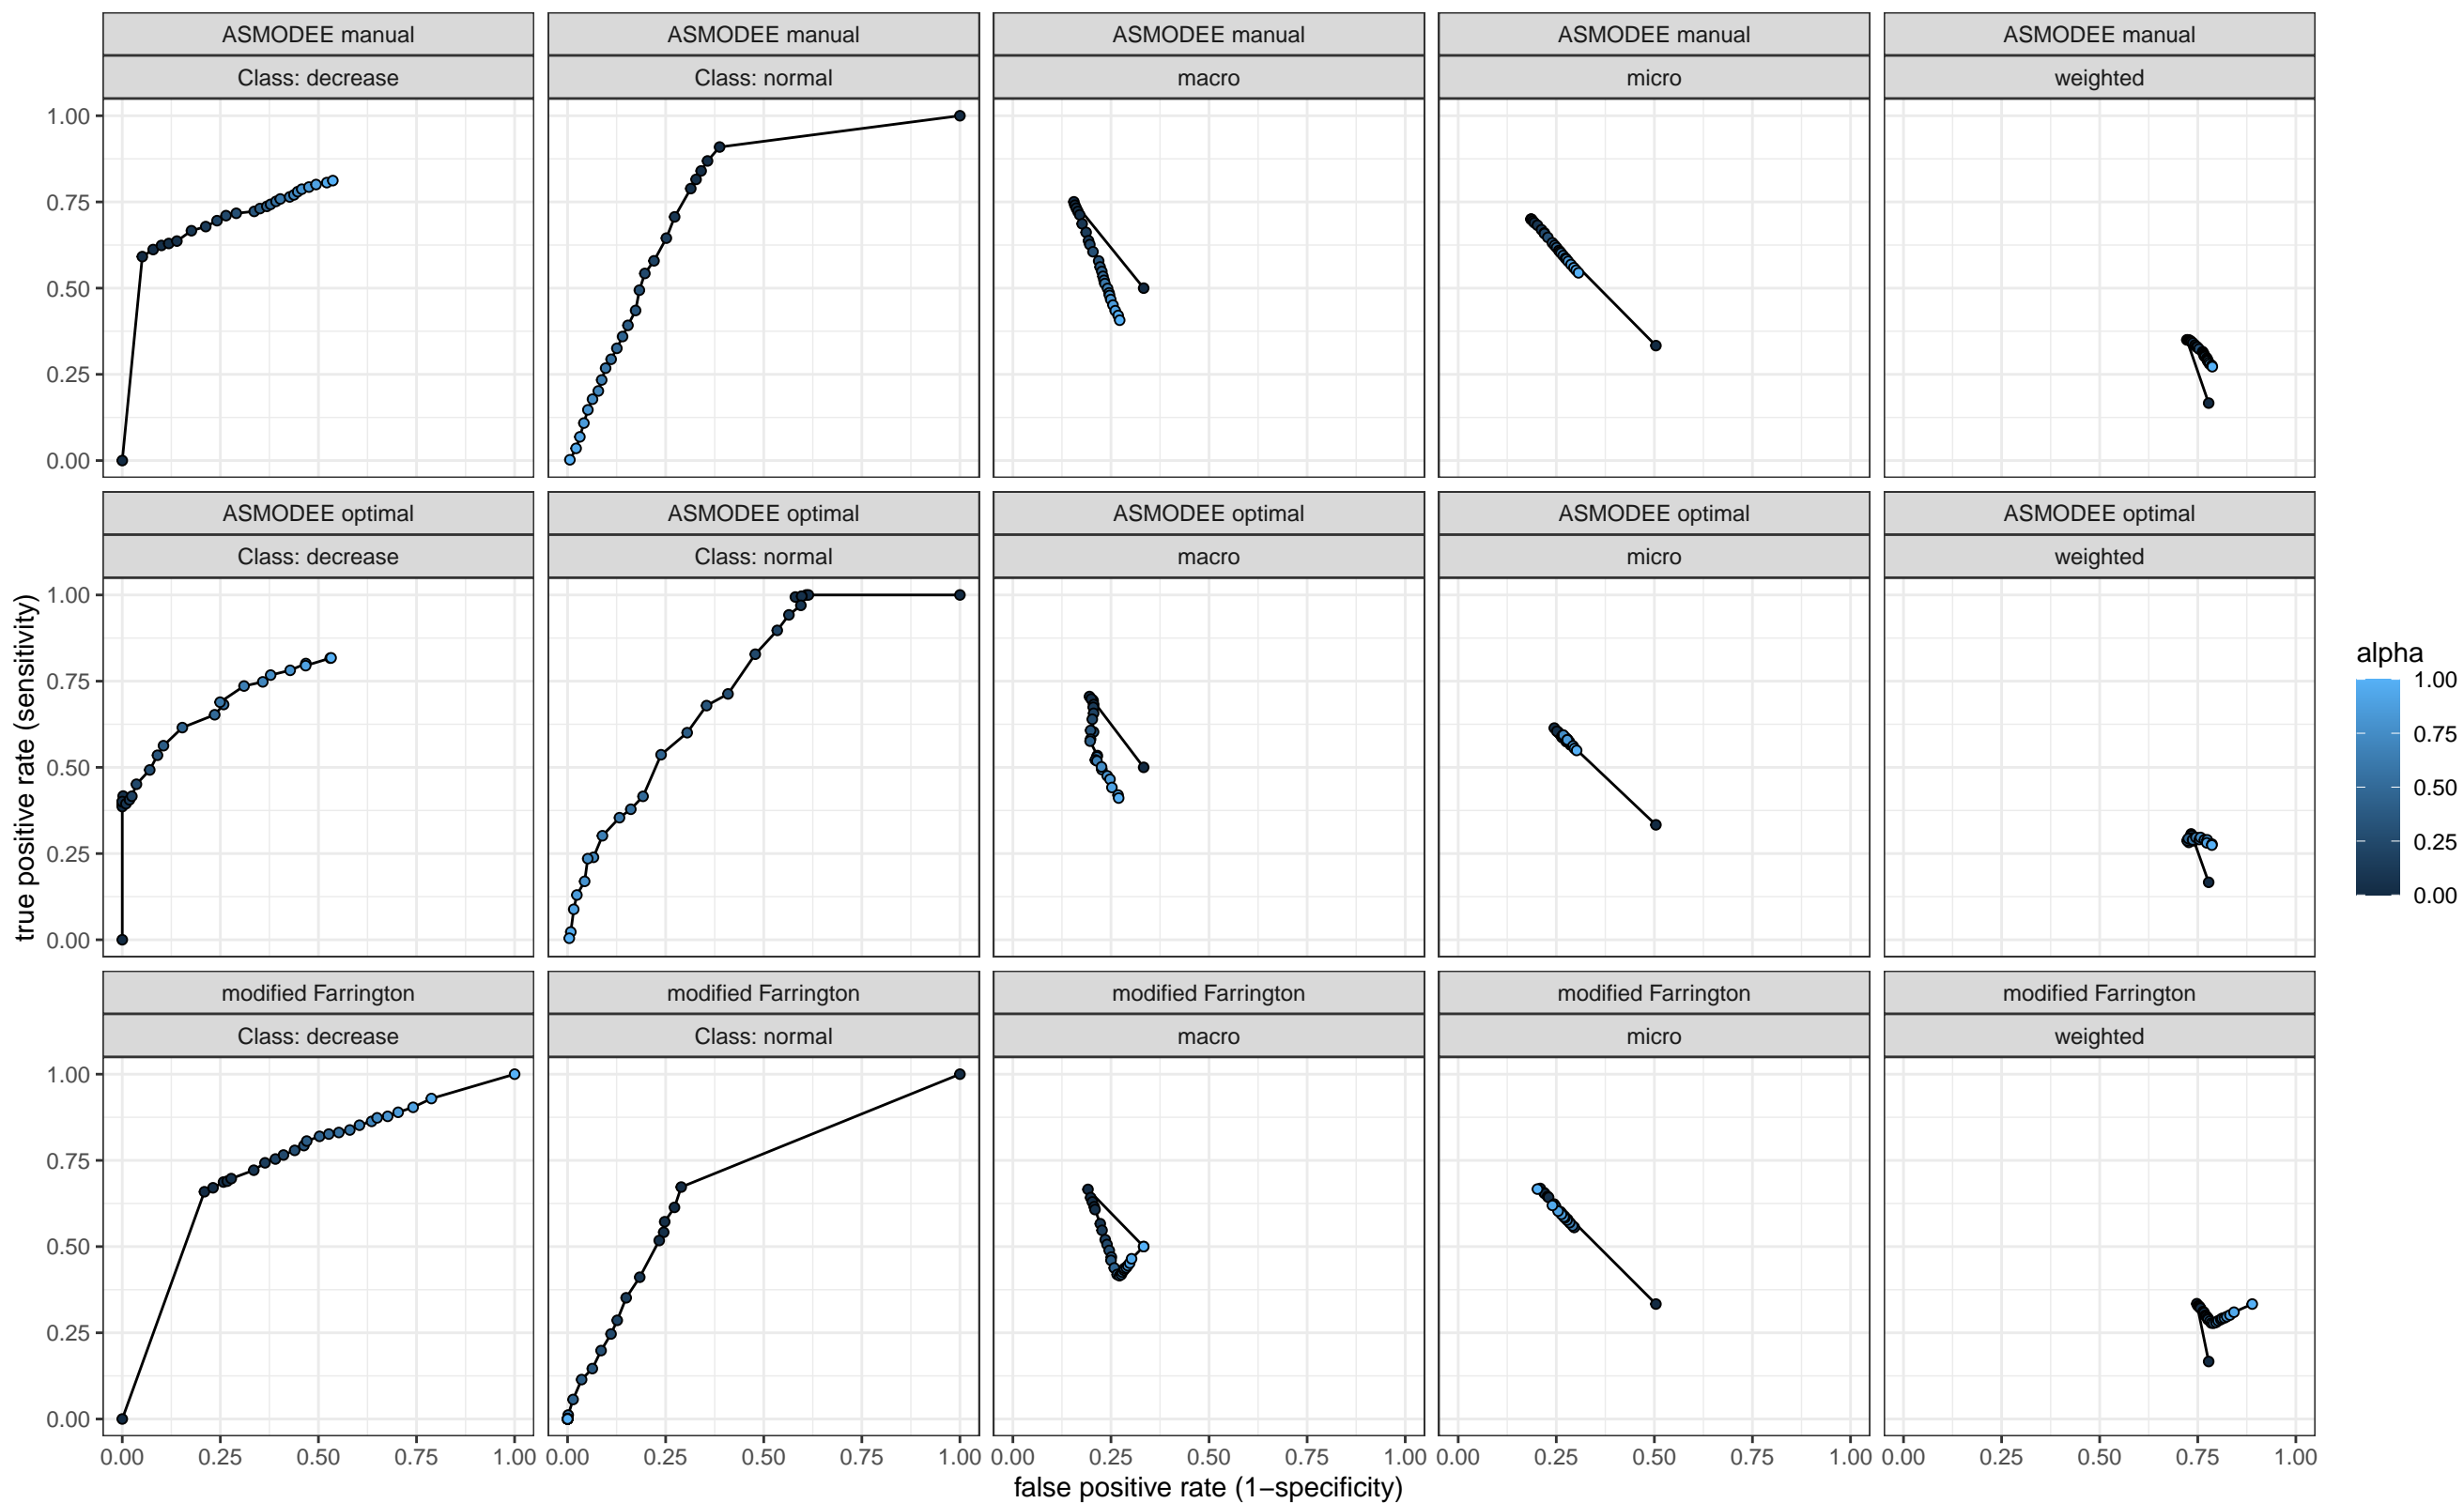 ASMODEE manual ASMODEE manual ASMODEE manual ASMODEE manual ASMODEE manual
Class: decrease Class: normal macro micro weighted
1.00
0.75
0.50
0.25
0.00
ASMODEE optimal ASMODEE optimal ASMODEE optimal ASMODEE optimal ASMODEE optimal
Class: decrease Class: normal macro micro weighted
1.00
0.75
0.50
0.25
0.00
modified Farrington modified Farrington modified Farrington modified Farrington modified Farrington
Class: decrease Class: normal macro micro weighted
1.00
0.75
0.50
0.25
0.00
0.00 0.25 0.50 0.75 1.00 0.00 0.25 0.50 0.75 1.00 0.00 0.25 0.50 0.75 1.00 0.00 0.25 0.50 0.75 1.00 0.00 0.25 0.50 0.75 1.00
false positive rate (1−specificity)
true positive rate (sensitivity)
alpha
1.00
0.75
0.50
0.25
0.00